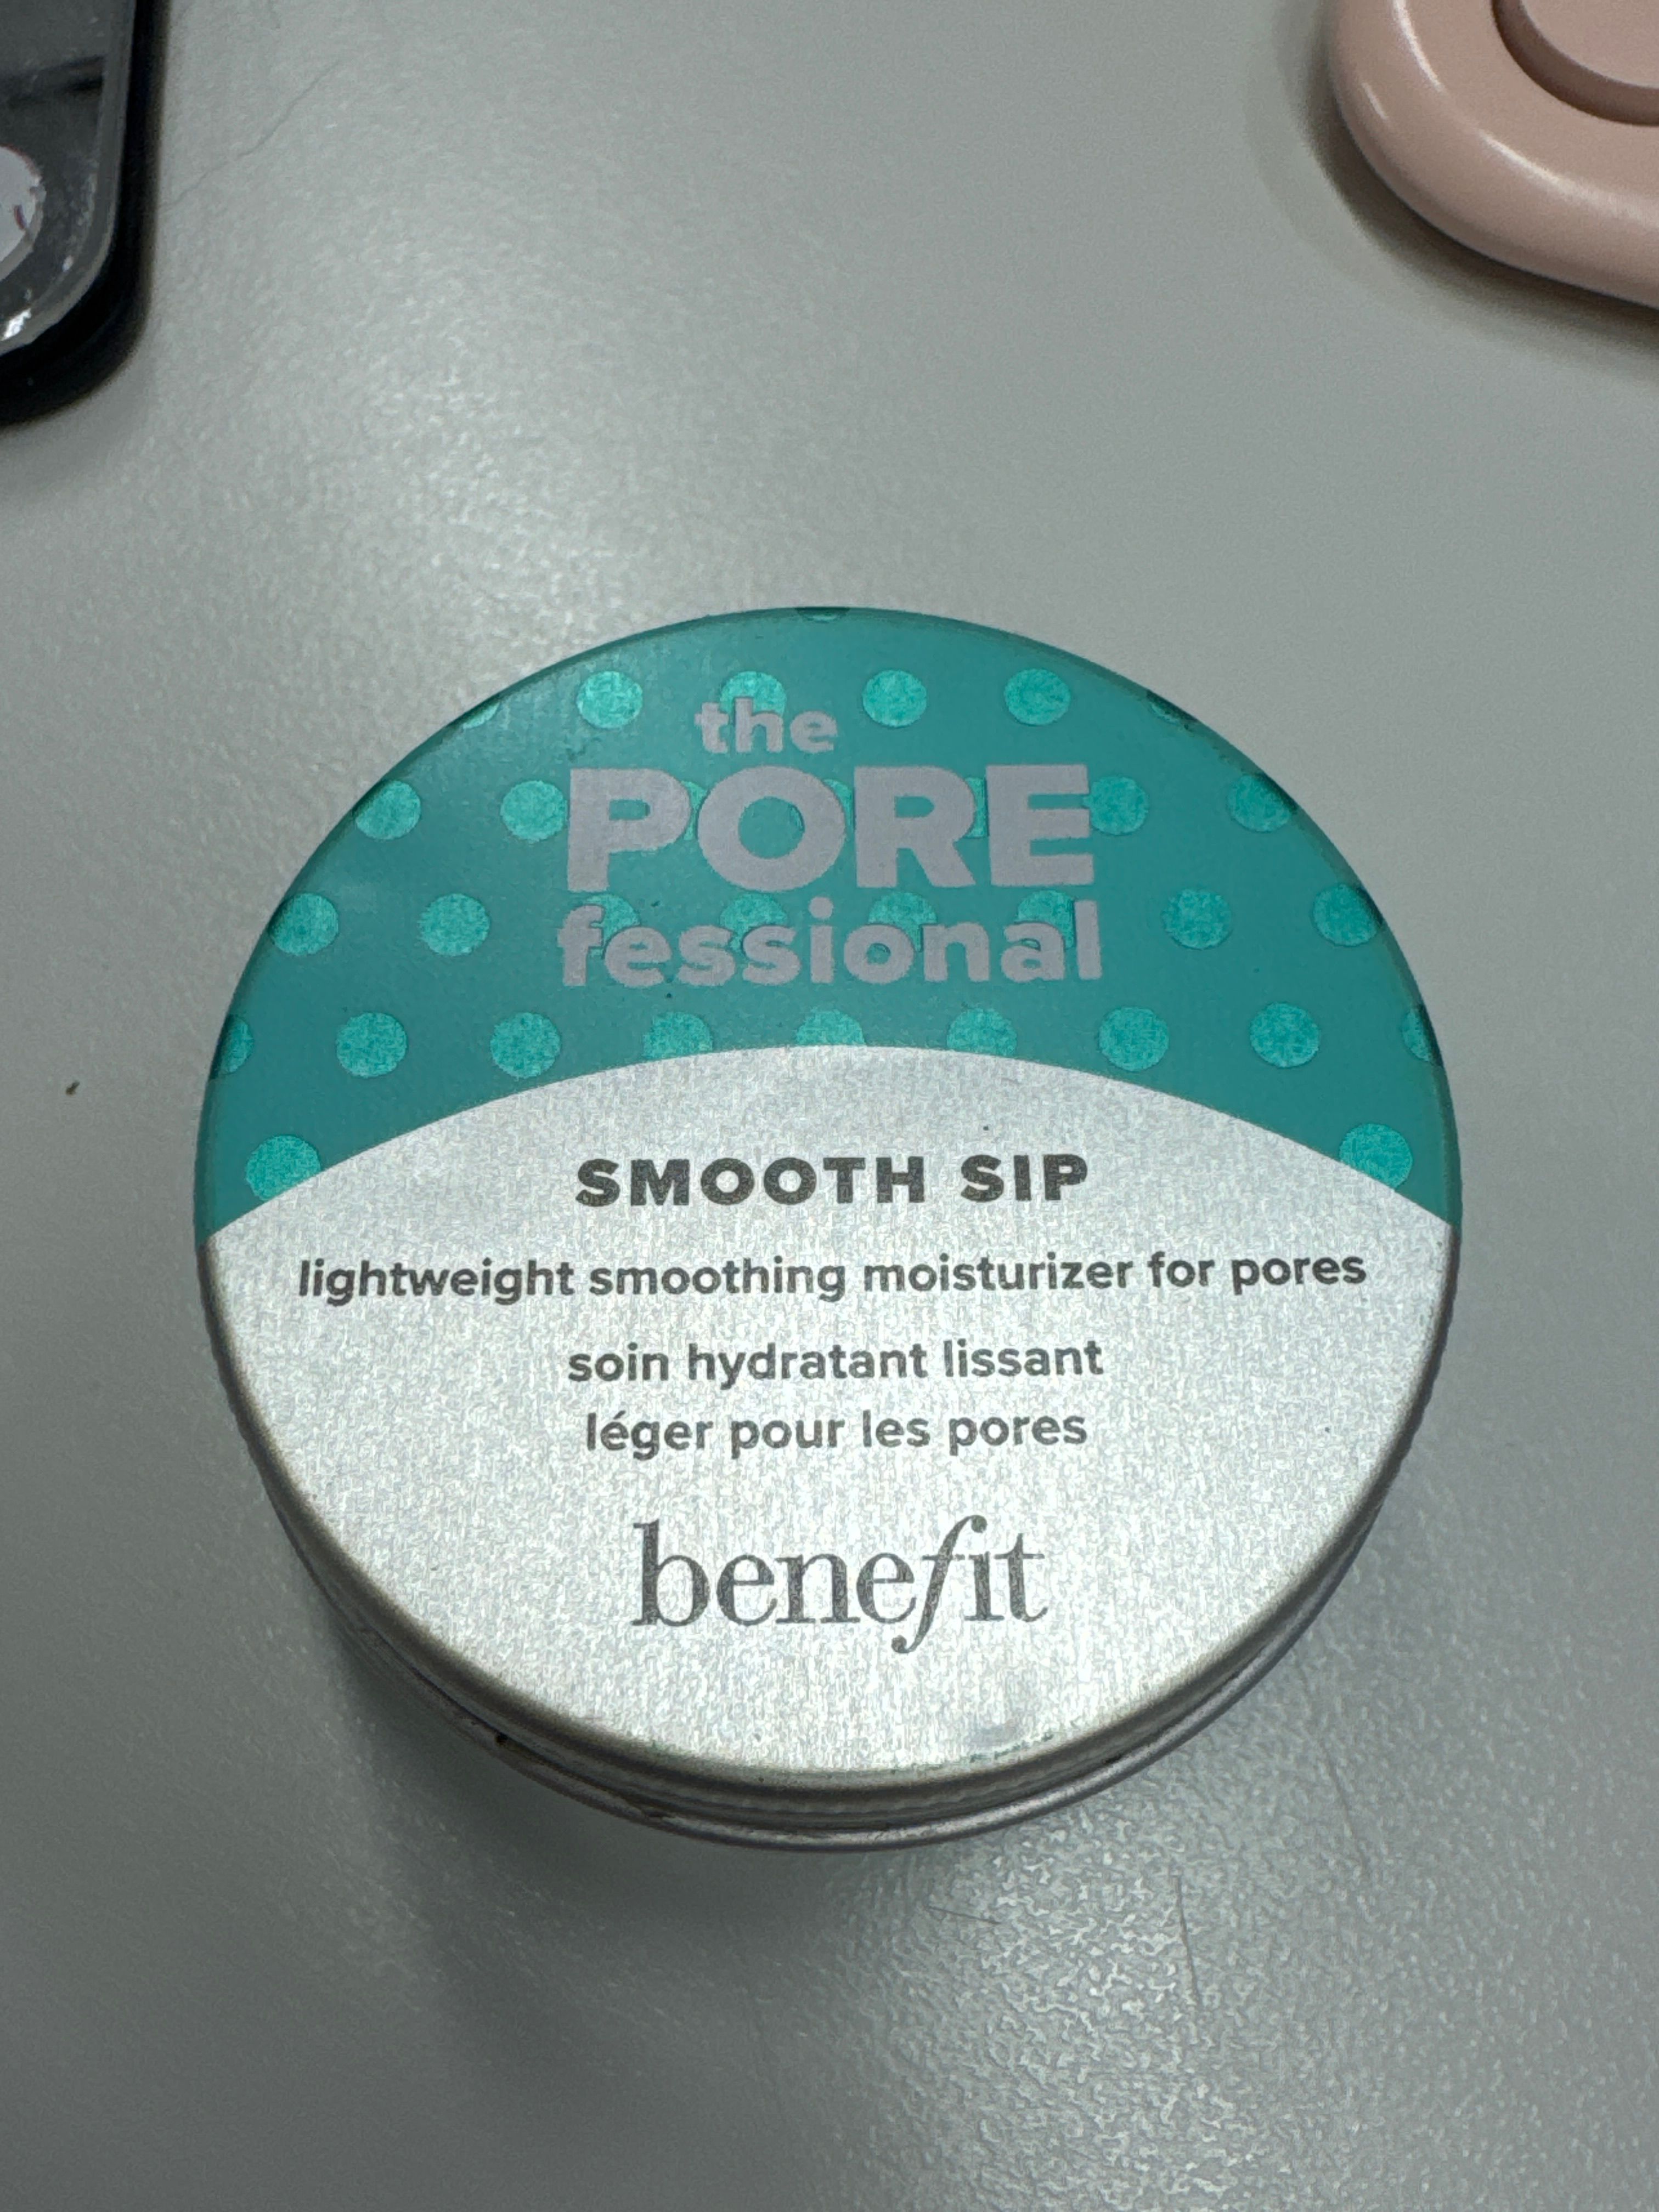 the
PORE
fessional
SMOOTH SIP
lightweight smoothing moisturizer for pores
soin hydratant lissant
léger pour les pores
benefit